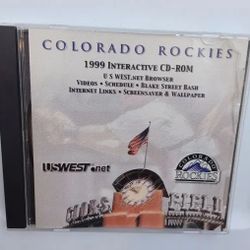 COLORADO ROCKIES
1999 INTERACTIVE CD-ROM
U S WEST.net BROWSER
VIDEOS • SCHEDULE • BLAKE STREET BASH
INTERNET LINKS • SCREENSAVER & WALLPAPER
USWEST.net
COLORADO
ROCKIES
FIELD